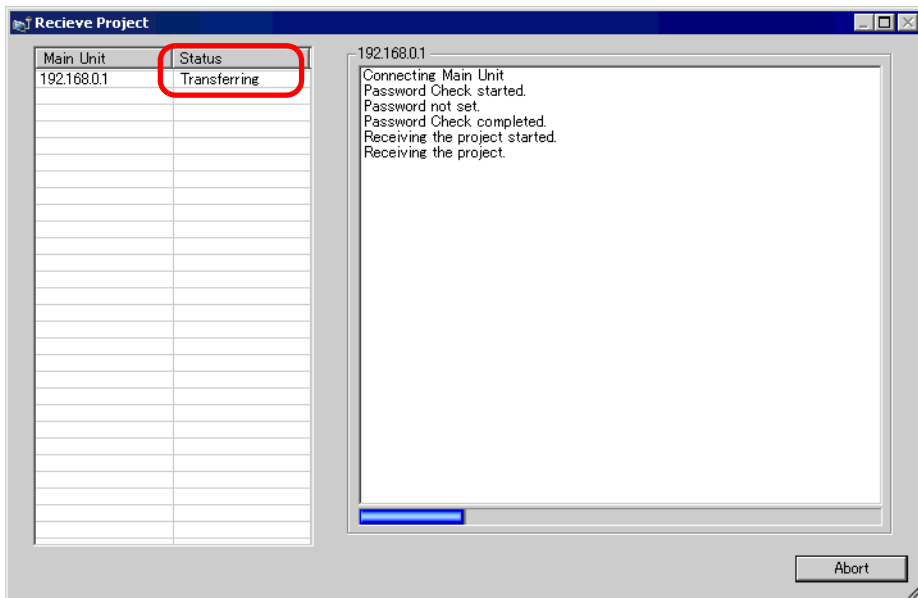 Recieve Project
Main Unit Status
192.168.0.1 Transferring
192.168.0.1
Connecting Main Unit
Password Check started.
Password not set.
Password Check completed.
Receiving the project started.
Receiving the project.
Abort